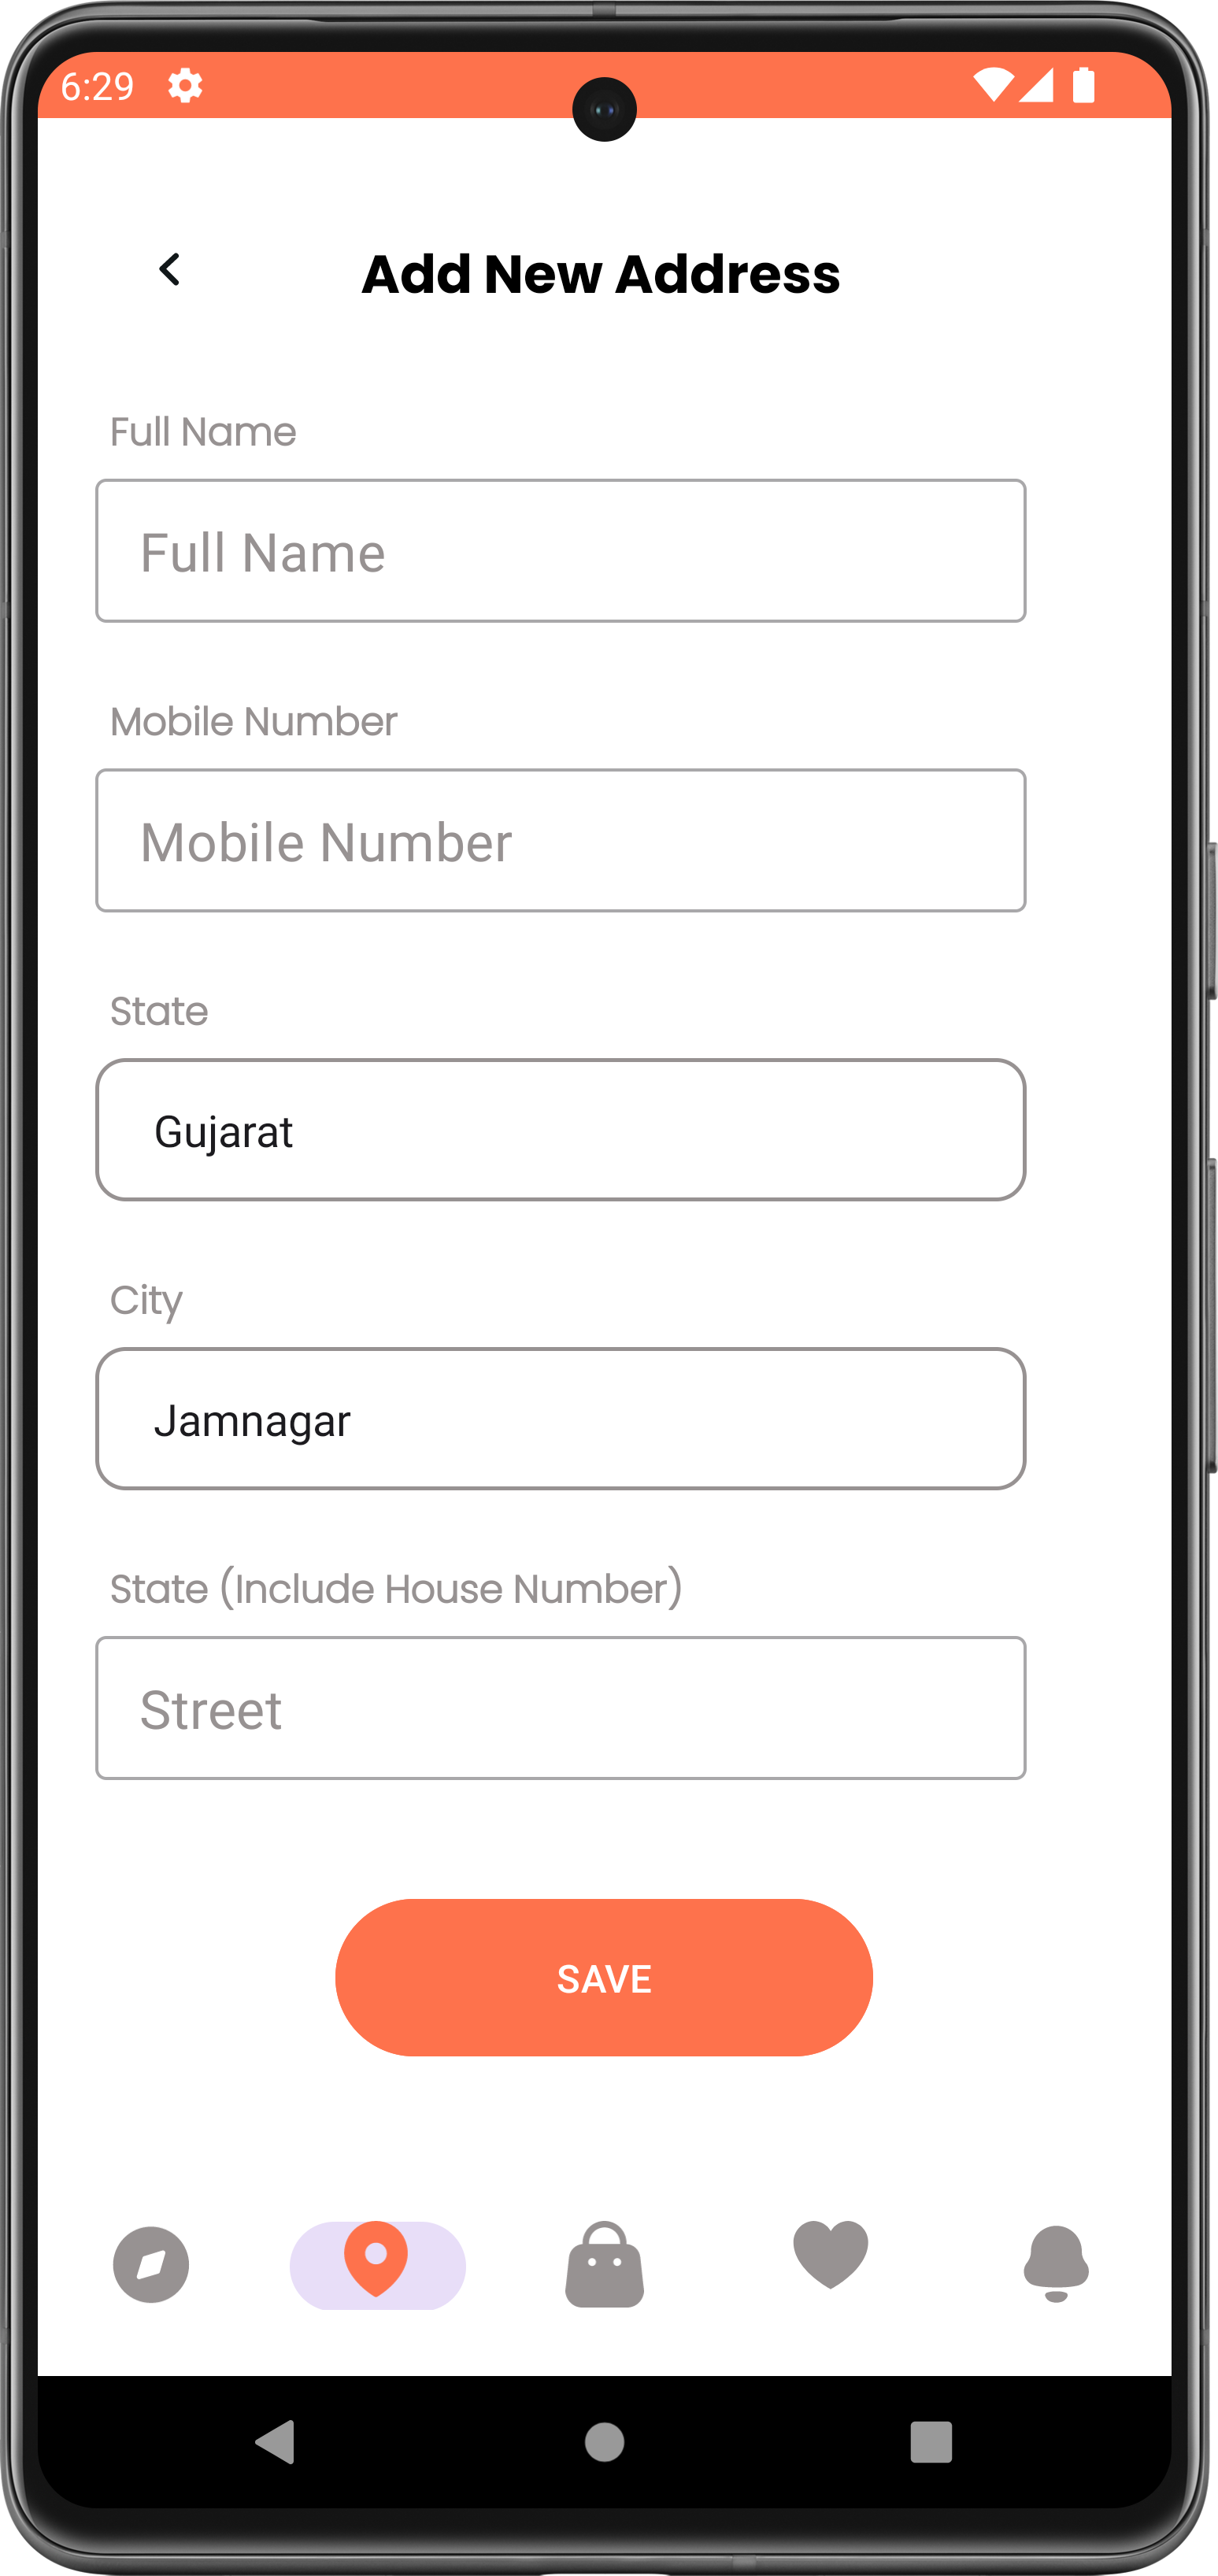 6:29
Add New Address
Full Name
Full Name
Mobile Number
Mobile Number
State
Gujarat
City
Jamnagar
State (Include House Number)
Street
SAVE